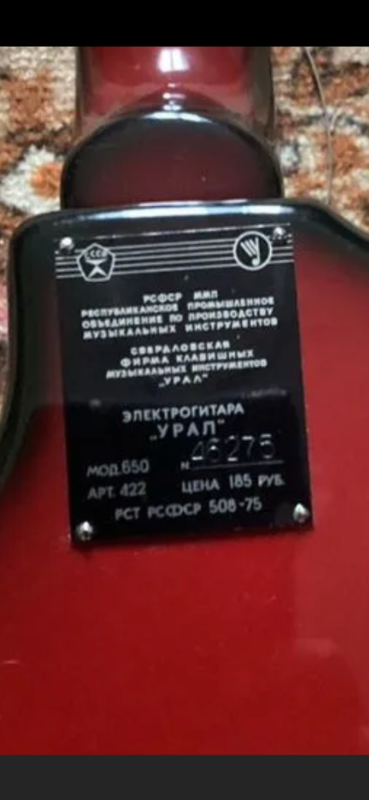 СССР
РСФСР ММП
РЕСПУБЛИКАНСКОЕ ПРОМЫШЛЕННОЕ
ОБЪЕДИНЕНИЕ ПО ПРОИЗВОДСТВУ
МУЗЫКАЛЬНЫХ ИНСТРУМЕНТОВ
СВЕРДЛОВСКАЯ
ФИРМА КЛАВИШНЫХ
МУЗЫКАЛЬНЫХ ИНСТРУМЕНТОВ
„УРАЛ"
ЭЛЕКТРОГИТАРА
„УРАЛ"
МОД.650 N 46275
АРТ. 422 ЦЕНА 185 РУБ.
РСТ РСФСР 508-75